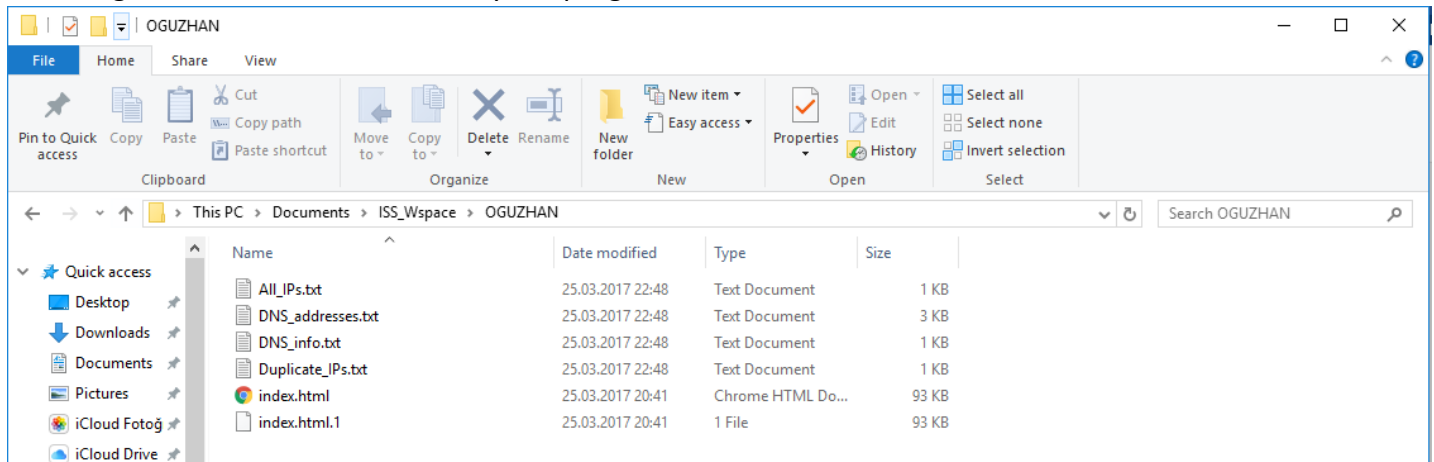 OGUZHAN
File Home Share View
Pin to Quick access Copy Paste Cut Copy path Paste shortcut Move to Copy to Delete Rename New folder New item Easy access Properties Open Edit History Select all Select none Invert selection
Clipboard Organize New Open Select
This PC > Documents > ISS_Wspace > OGUZHAN Search OGUZHAN
Name Date modified Type Size
Quick access
All_IPs.txt 25.03.2017 22:48 Text Document 1 KB
Desktop
DNS_addresses.txt 25.03.2017 22:48 Text Document 3 KB
Downloads
DNS_info.txt 25.03.2017 22:48 Text Document 1 KB
Documents
Duplicate_IPs.txt 25.03.2017 22:48 Text Document 1 KB
Pictures
index.html 25.03.2017 20:41 Chrome HTML Do... 93 KB
iCloud Fotoğ
index.html.1 25.03.2017 20:41 1 File 93 KB
iCloud Drive